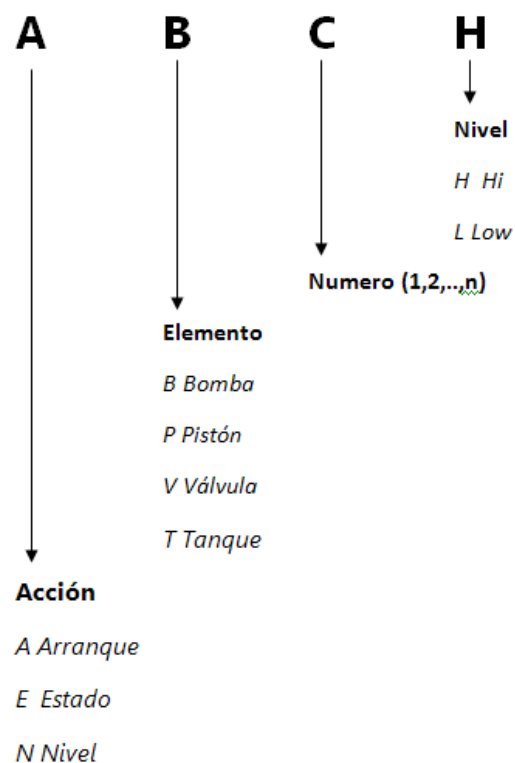 A B C H
Nivel
H Hi
L Low
Numero (1,2,..,n)
Elemento
B Bomba
P Pistón
V Válvula
T Tanque
Acción
A Arranque
E Estado
N Nivel